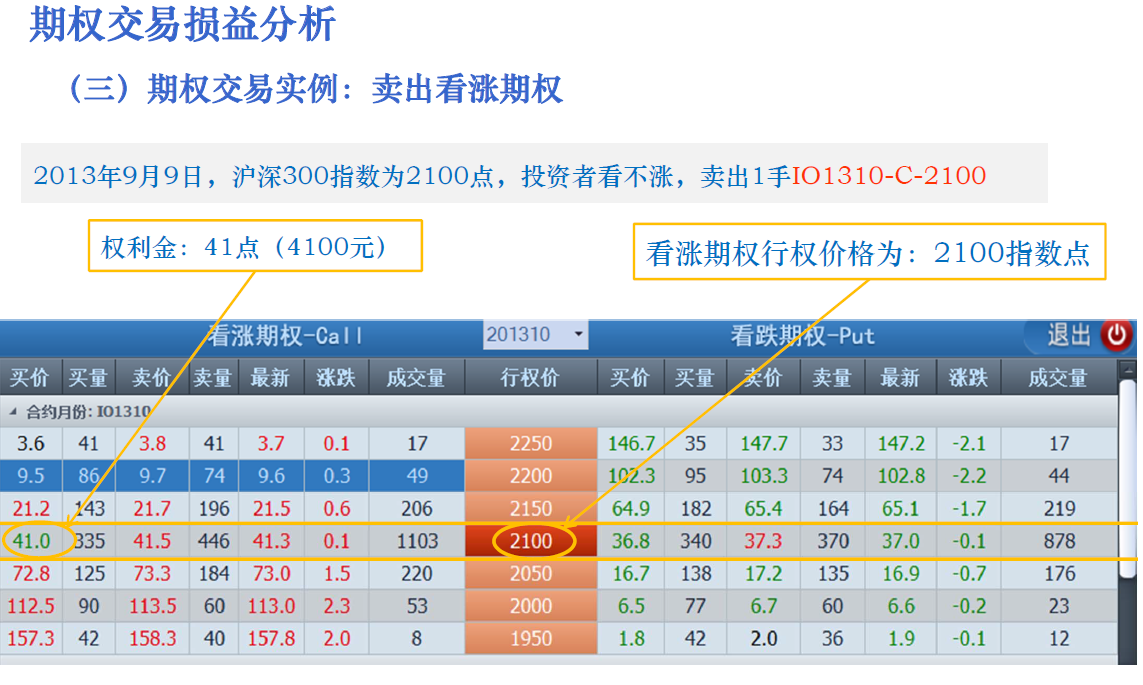 期权交易损益分析
（三）期权交易实例：卖出看涨期权
2013年9月9日，沪深300指数为2100点，投资者看不涨，卖出1手IO1310-C-2100
权利金：41点（4100元）
看涨期权行权价格为：2100指数点
看涨期权-Call 201310 看跌期权-Put 退出
买价 买量 卖价 卖量 最新 涨跌 成交量 行权价 买价 买量 卖价 卖量 最新 涨跌 成交量
合约月份: IO1310
3.6 41 3.8 41 3.7 0.1 17 2250 146.7 35 147.7 33 147.2 -2.1 17
9.5 86 9.7 74 9.6 0.3 49 2200 102.3 95 103.3 74 102.8 -2.2 44
21.2 143 21.7 196 21.5 0.6 206 2150 64.9 182 65.4 164 65.1 -1.7 219
41.0 335 41.5 446 41.3 0.1 1103 2100 36.8 340 37.3 370 37.0 -0.1 878
72.8 125 73.3 184 73.0 1.5 220 2050 16.7 138 17.2 135 16.9 -0.7 176
112.5 90 113.5 60 113.0 2.3 53 2000 6.5 77 6.7 60 6.6 -0.2 23
157.3 42 158.3 40 157.8 2.0 8 1950 1.8 42 2.0 36 1.9 -0.1 12